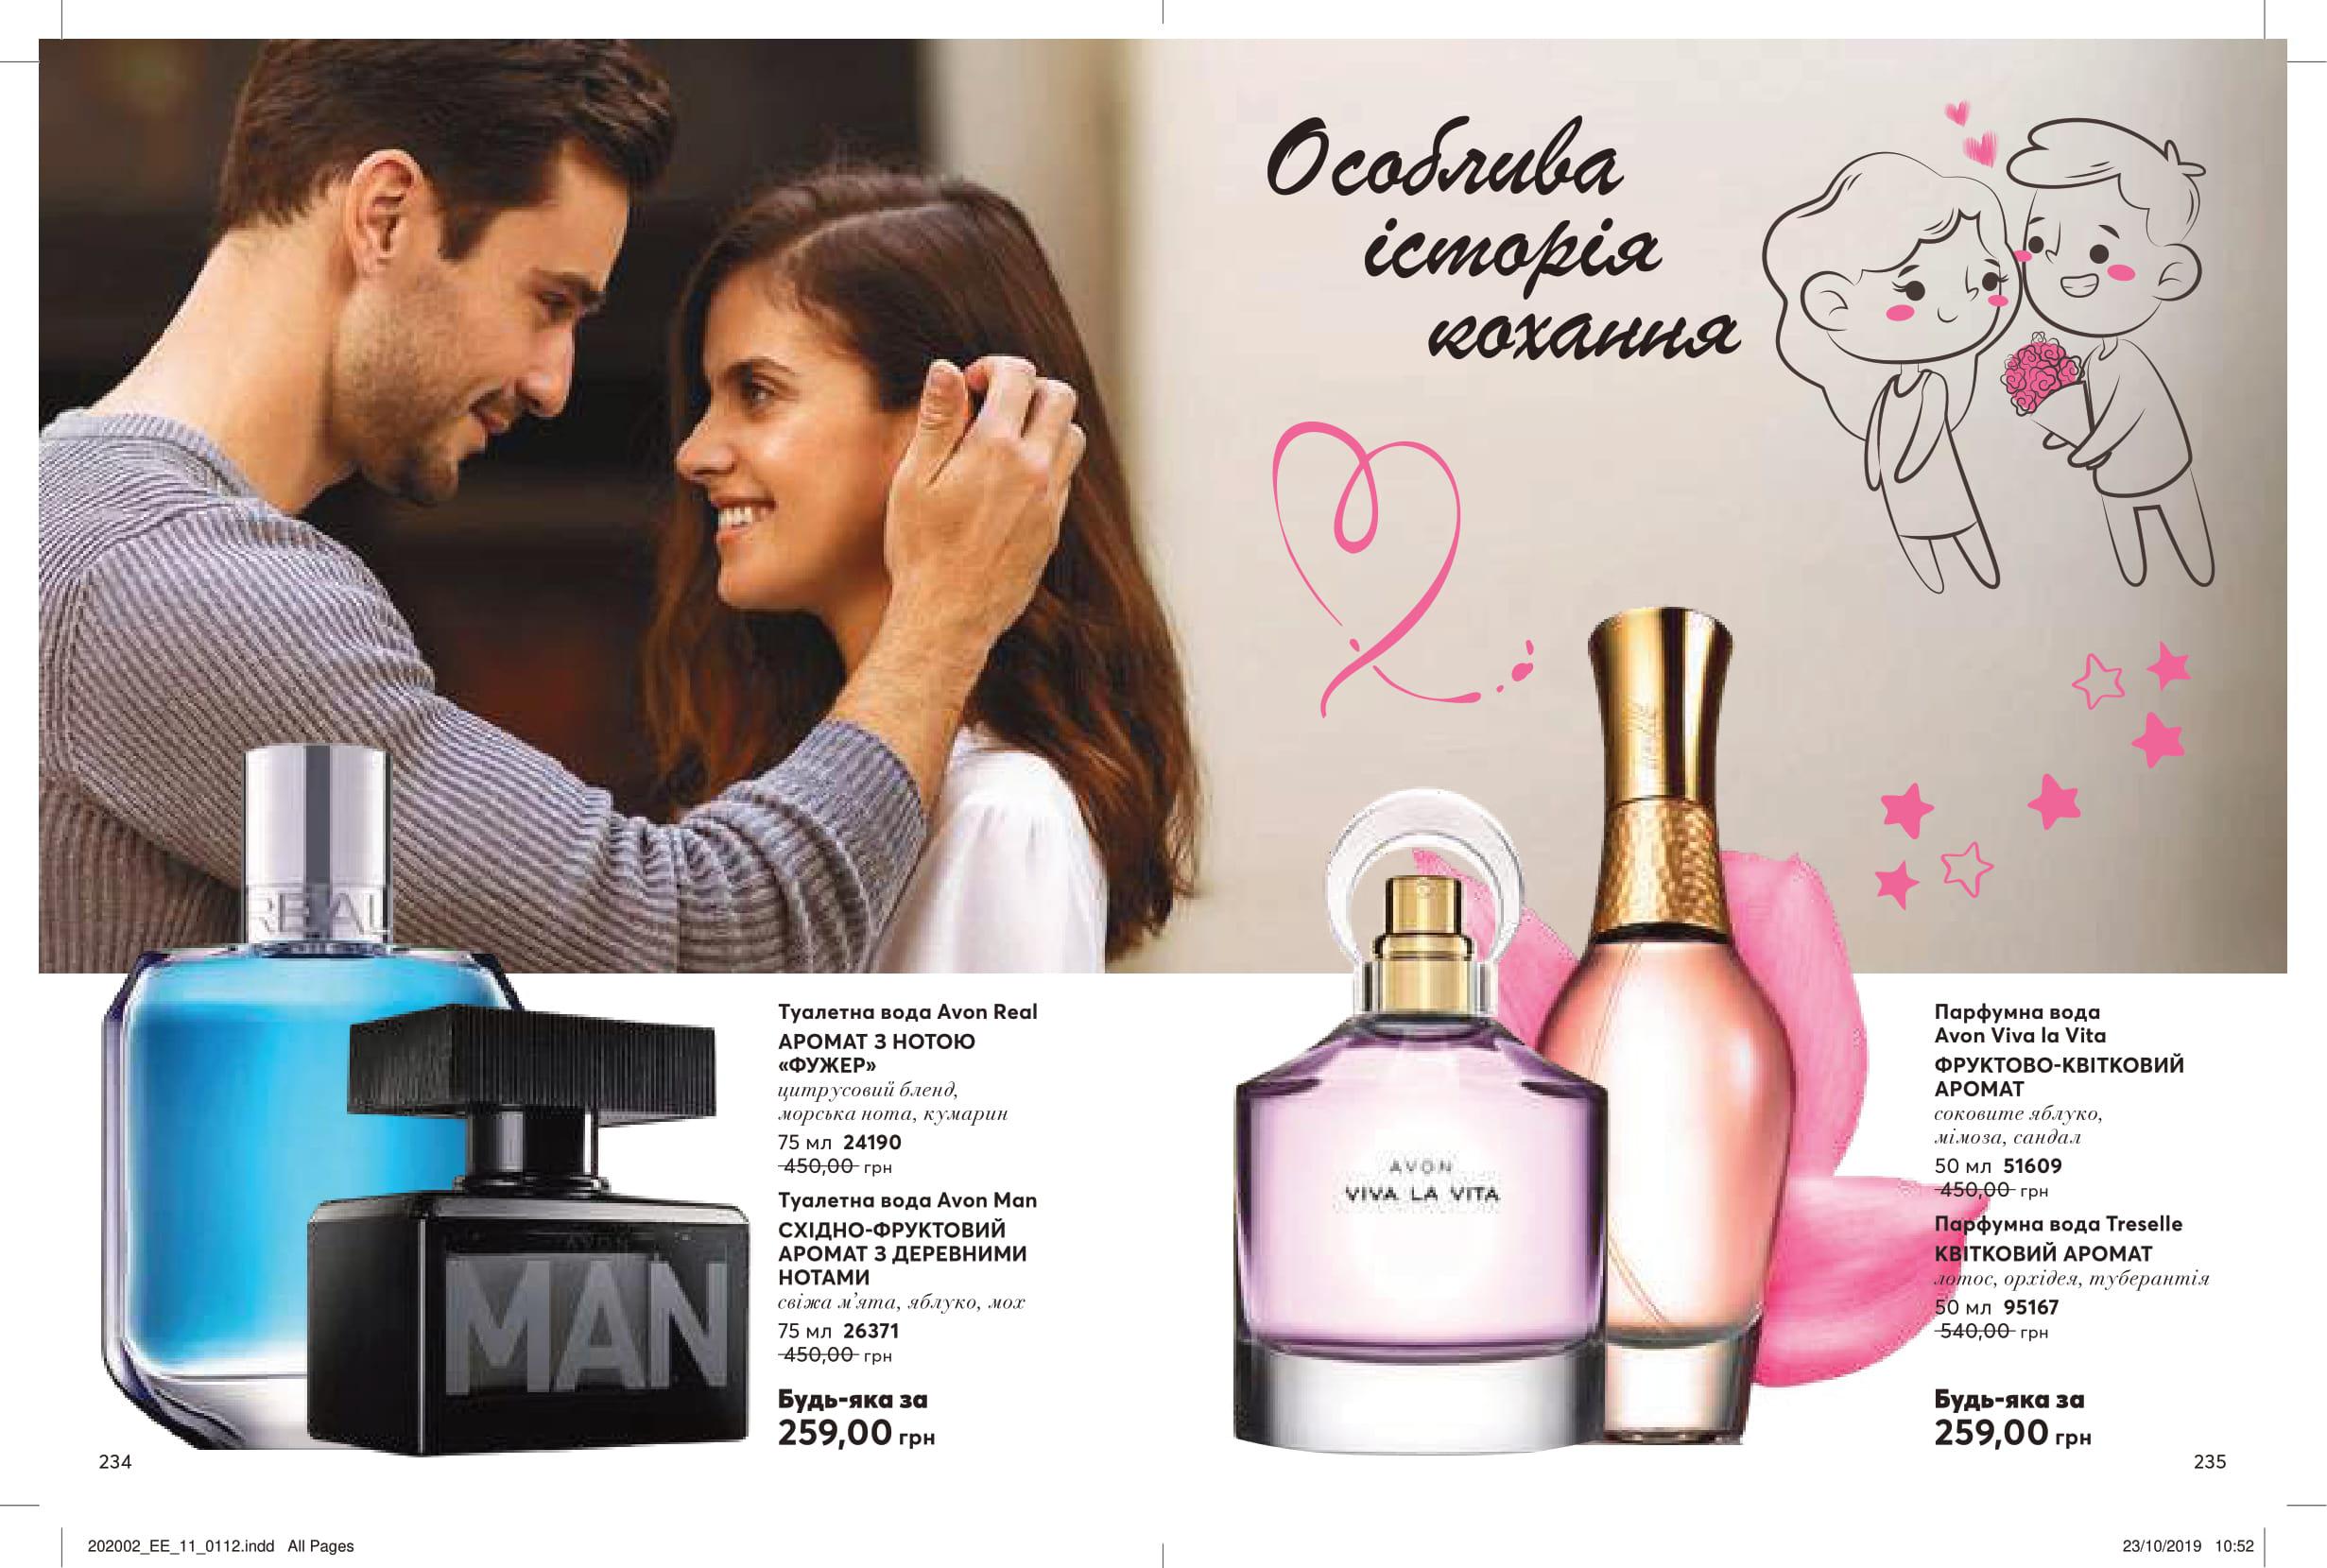 Особлива
історія
кохання
REAL
MAN
AVON
VIVA LA VITA
Туалетна вода Avon Real
АРОМАТ З НОТОЮ
«ФУЖЕР»
цитрусовий бленд,
морська нота, кумарин
75 мл 24190
450,00 грн
Туалетна вода Avon Man
СХІДНО-ФРУКТОВИЙ
АРОМАТ З ДЕРЕВНИМИ
НОТАМИ
свіжа м’ята, яблуко, мох
75 мл 26371
450,00 грн
Будь-яка за
259,00 грн
Парфумна вода
Avon Viva la Vita
ФРУКТОВО-КВІТКОВИЙ
АРОМАТ
соковите яблуко,
мімоза, сандал
50 мл 51609
450,00 грн
Парфумна вода Treselle
КВІТКОВИЙ АРОМАТ
лотос, орхідея, туберантія
50 мл 95167
540,00 грн
Будь-яка за
259,00 грн
234
235
202002_EE_11_0112.indd All Pages
23/10/2019 10:52